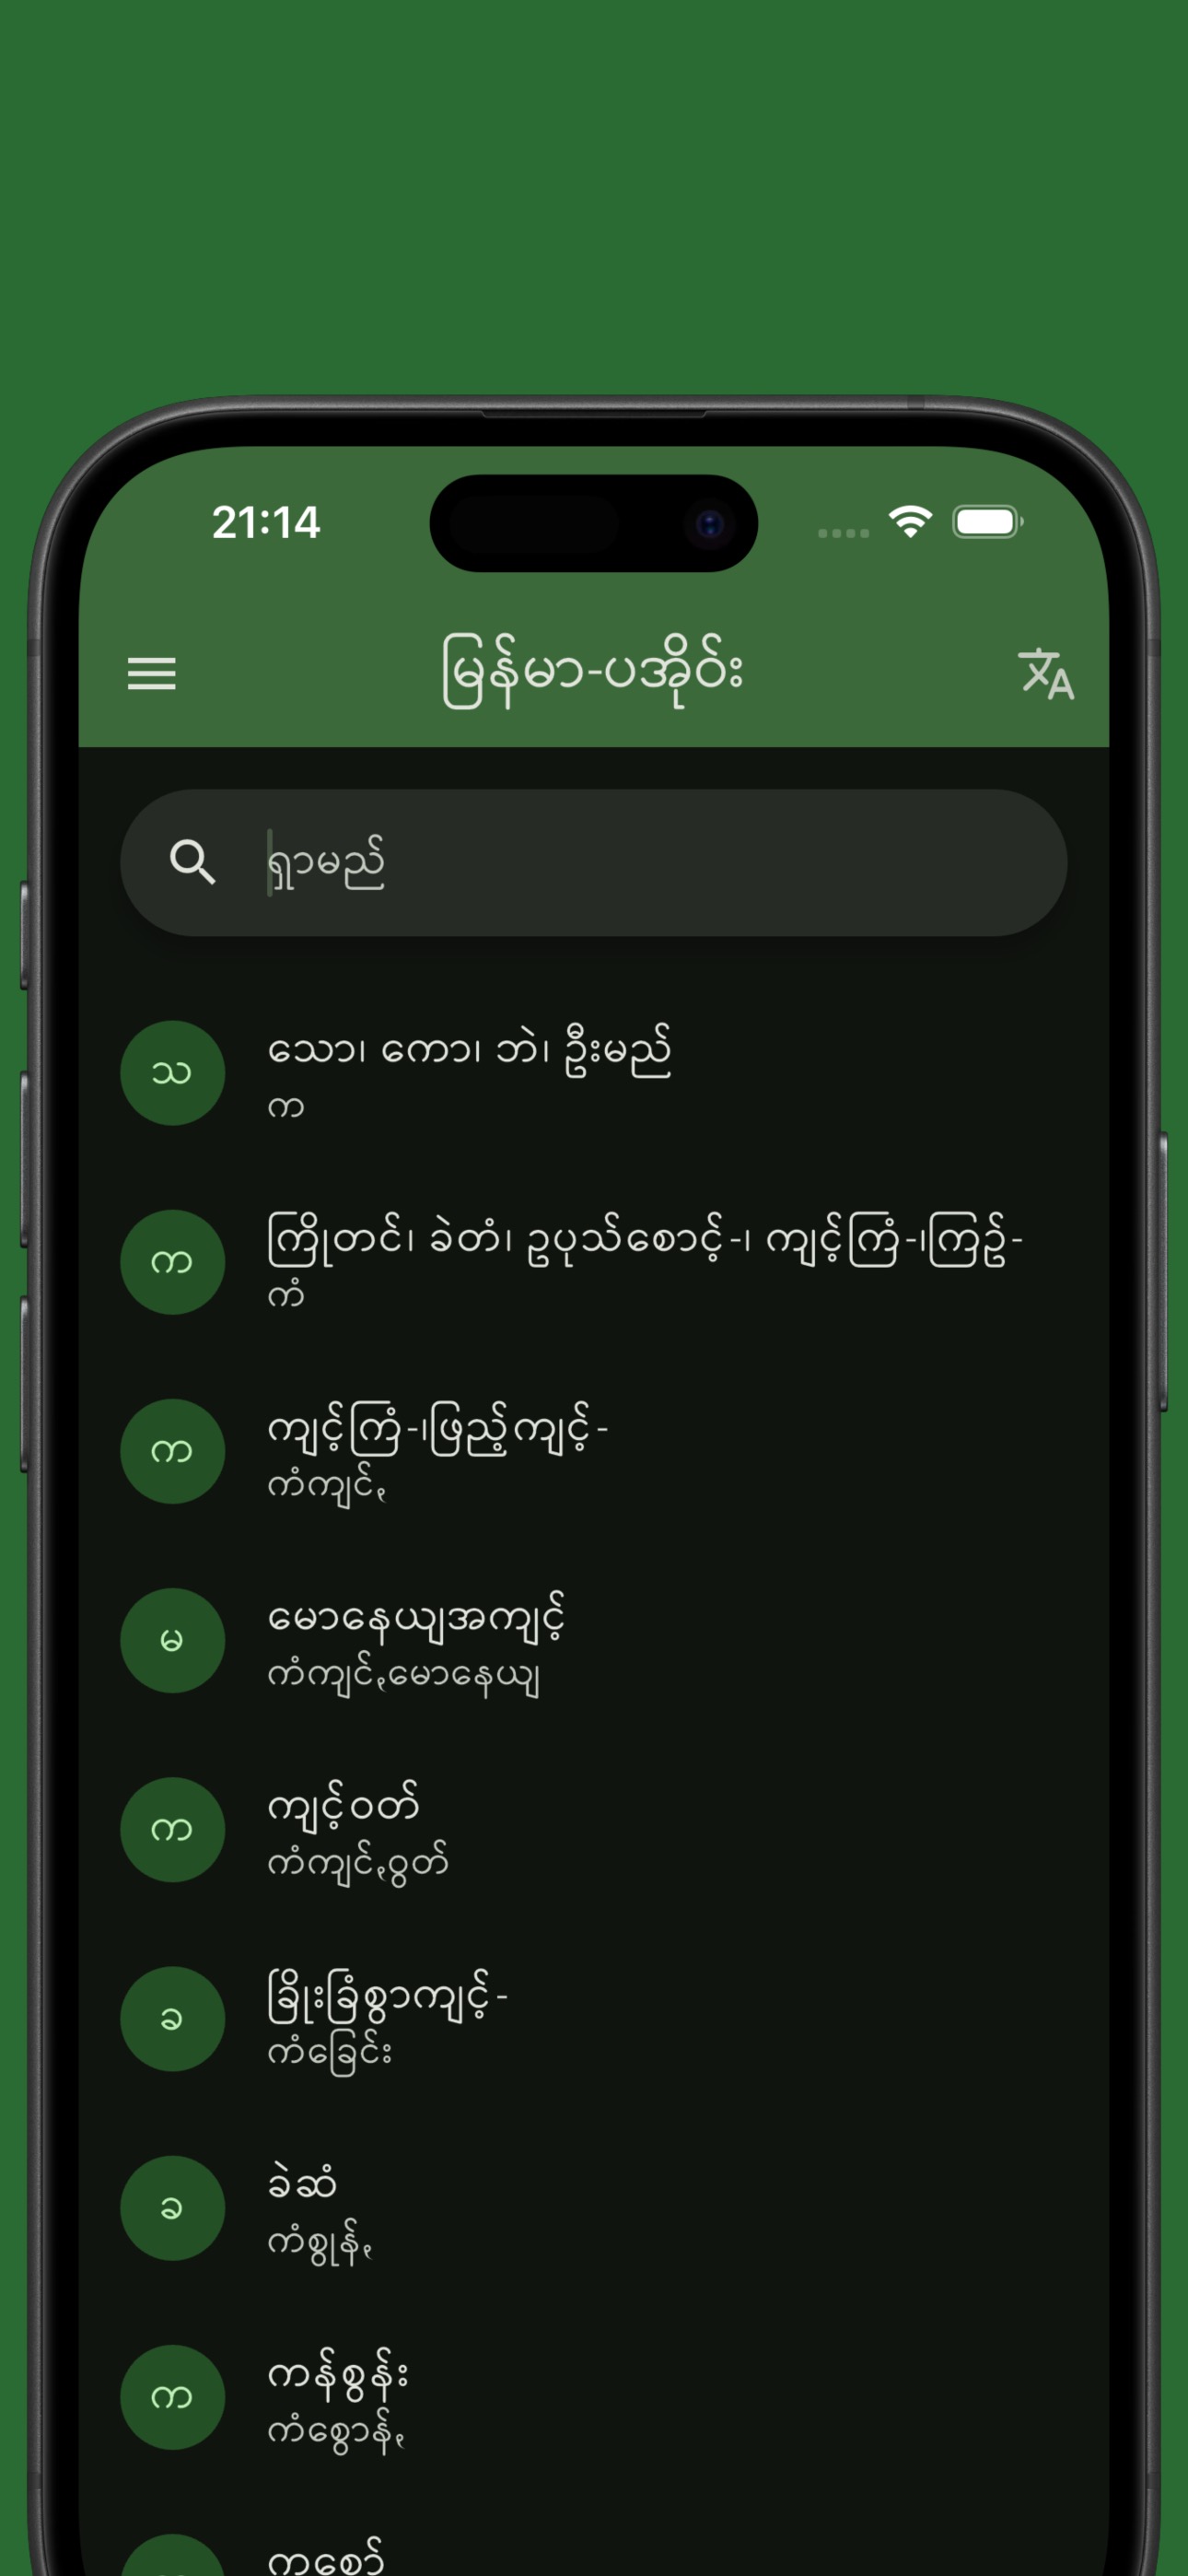 21:14
မြန်မာ-ပအိုဝ်း
ရှာမည်
သ
သော၊ ကော၊ ဘဲ၊ ဦးမည်
က
က
ကြိုတင်၊ ခဲတံ၊ ဥပုသ်စောင့်-၊ ကျင့်ကြံ-၊ကြဥ်-
ကံ
က
ကျင့်ကြံ-၊ဖြည့်ကျင့်-
ကံကျင်ႏ
မ
မောနေယျအကျင့်
ကံကျင်ႏမောနေယျ
က
ကျင့်ဝတ်
ကံကျင်ႏဝွတ်
ခ
ခြိုးခြံစွာကျင့်-
ကံခြေင်း
ခ
ခဲဆံ
ကံစွုန်ႏ
က
ကန်စွန်း
ကံစွောန်ႏ
ကစော်